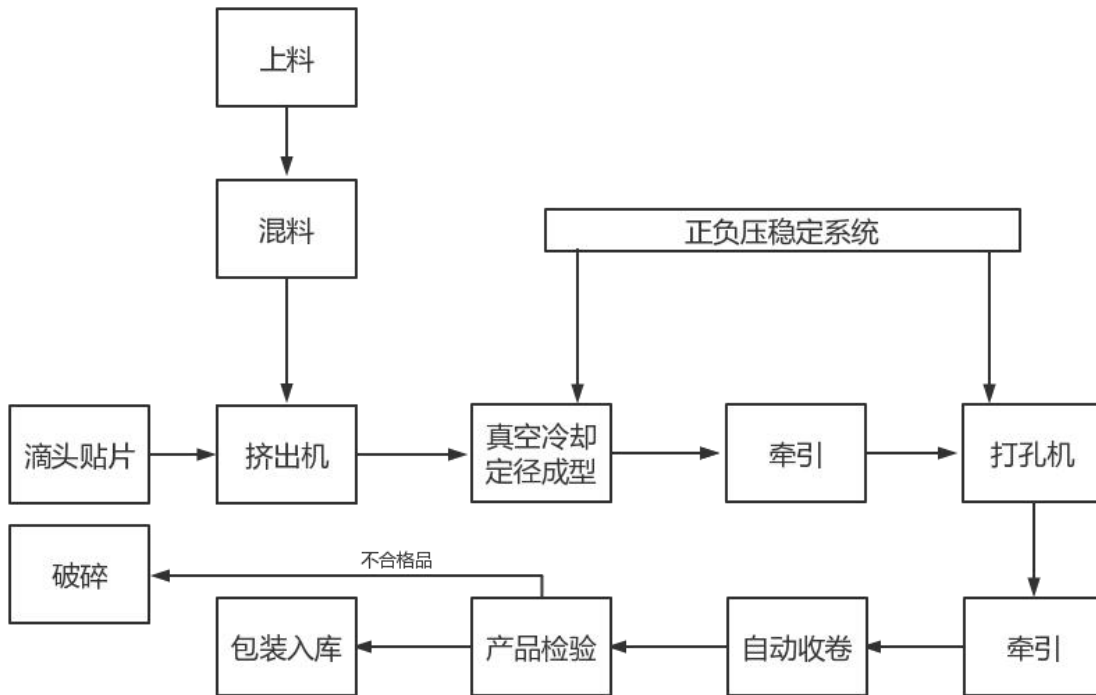 上料
混料
正负压稳定系统
滴头贴片
挤出机
真空冷却
定径成型
牵引
打孔机
破碎
不合格品
包装入库
产品检验
自动收卷
牵引